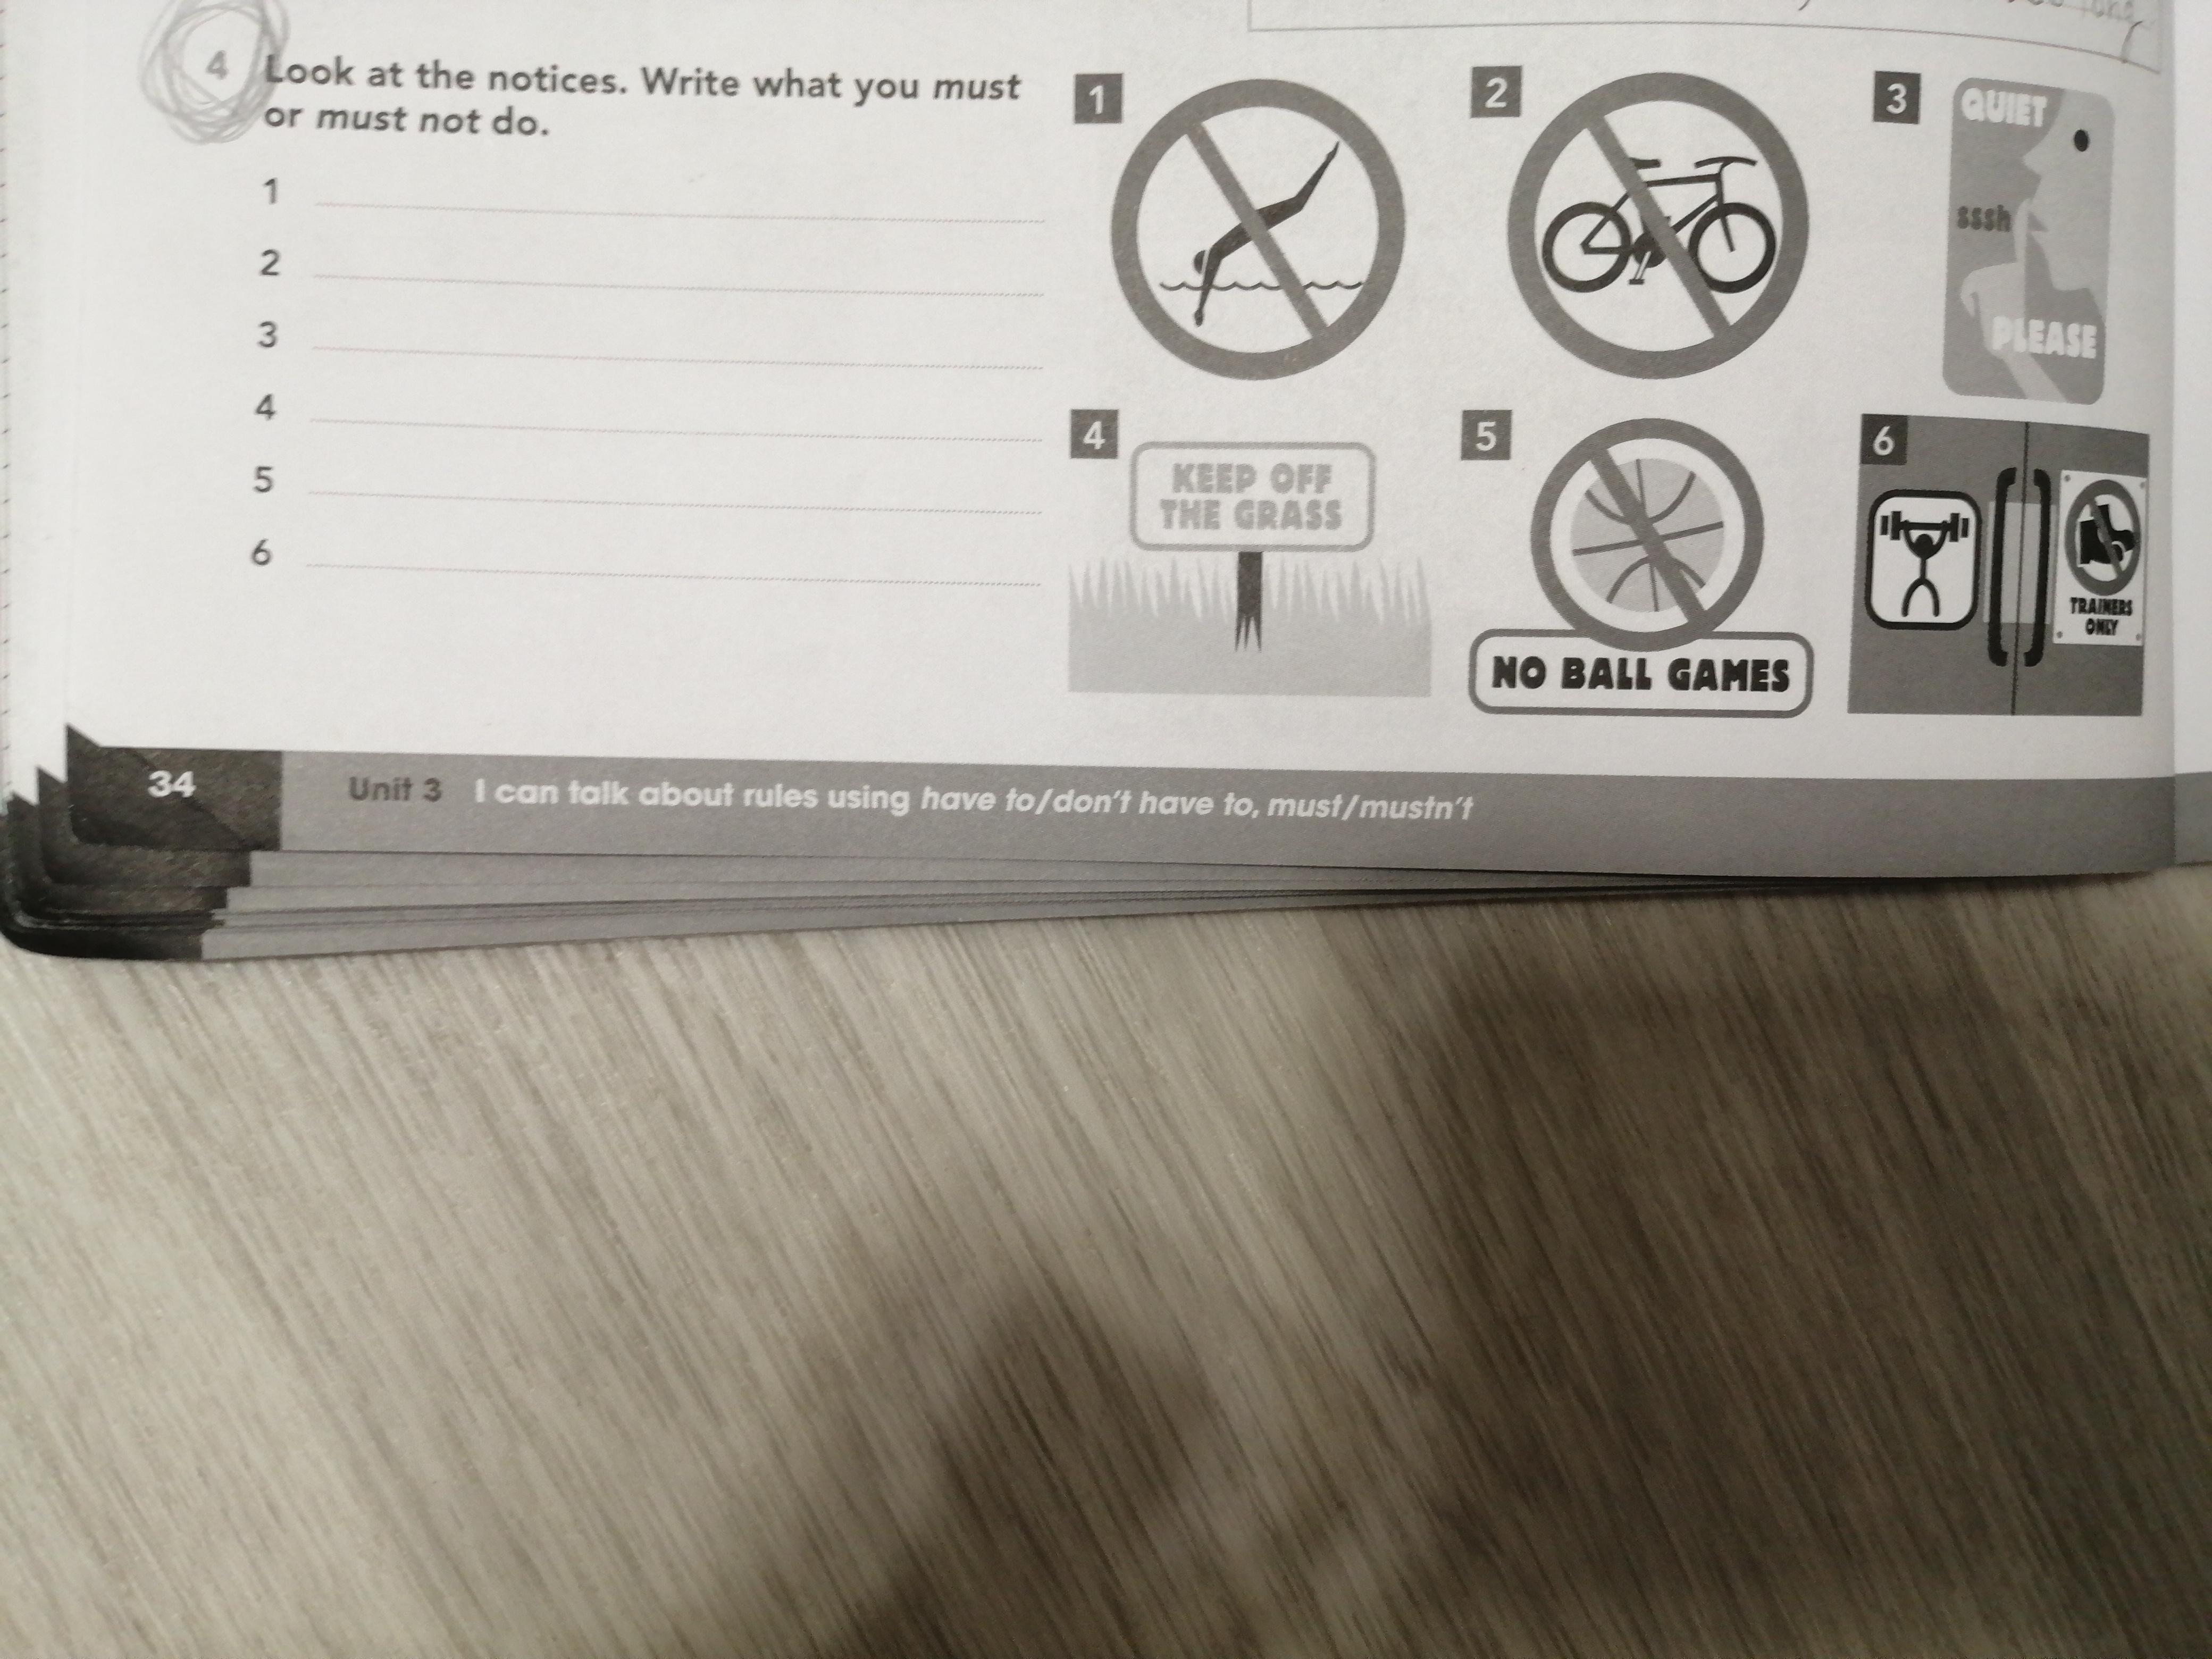 4 Look at the notices. Write what you must
or must not do.
1
2
3
4
5
6
1
2
3
QUIET
sssh
PLEASE
4
KEEP OFF
THE GRASS
5
NO BALL GAMES
6
TRAINERS
ONLY
34 Unit 3 I can talk about rules using have to/don't have to, must/mustn't